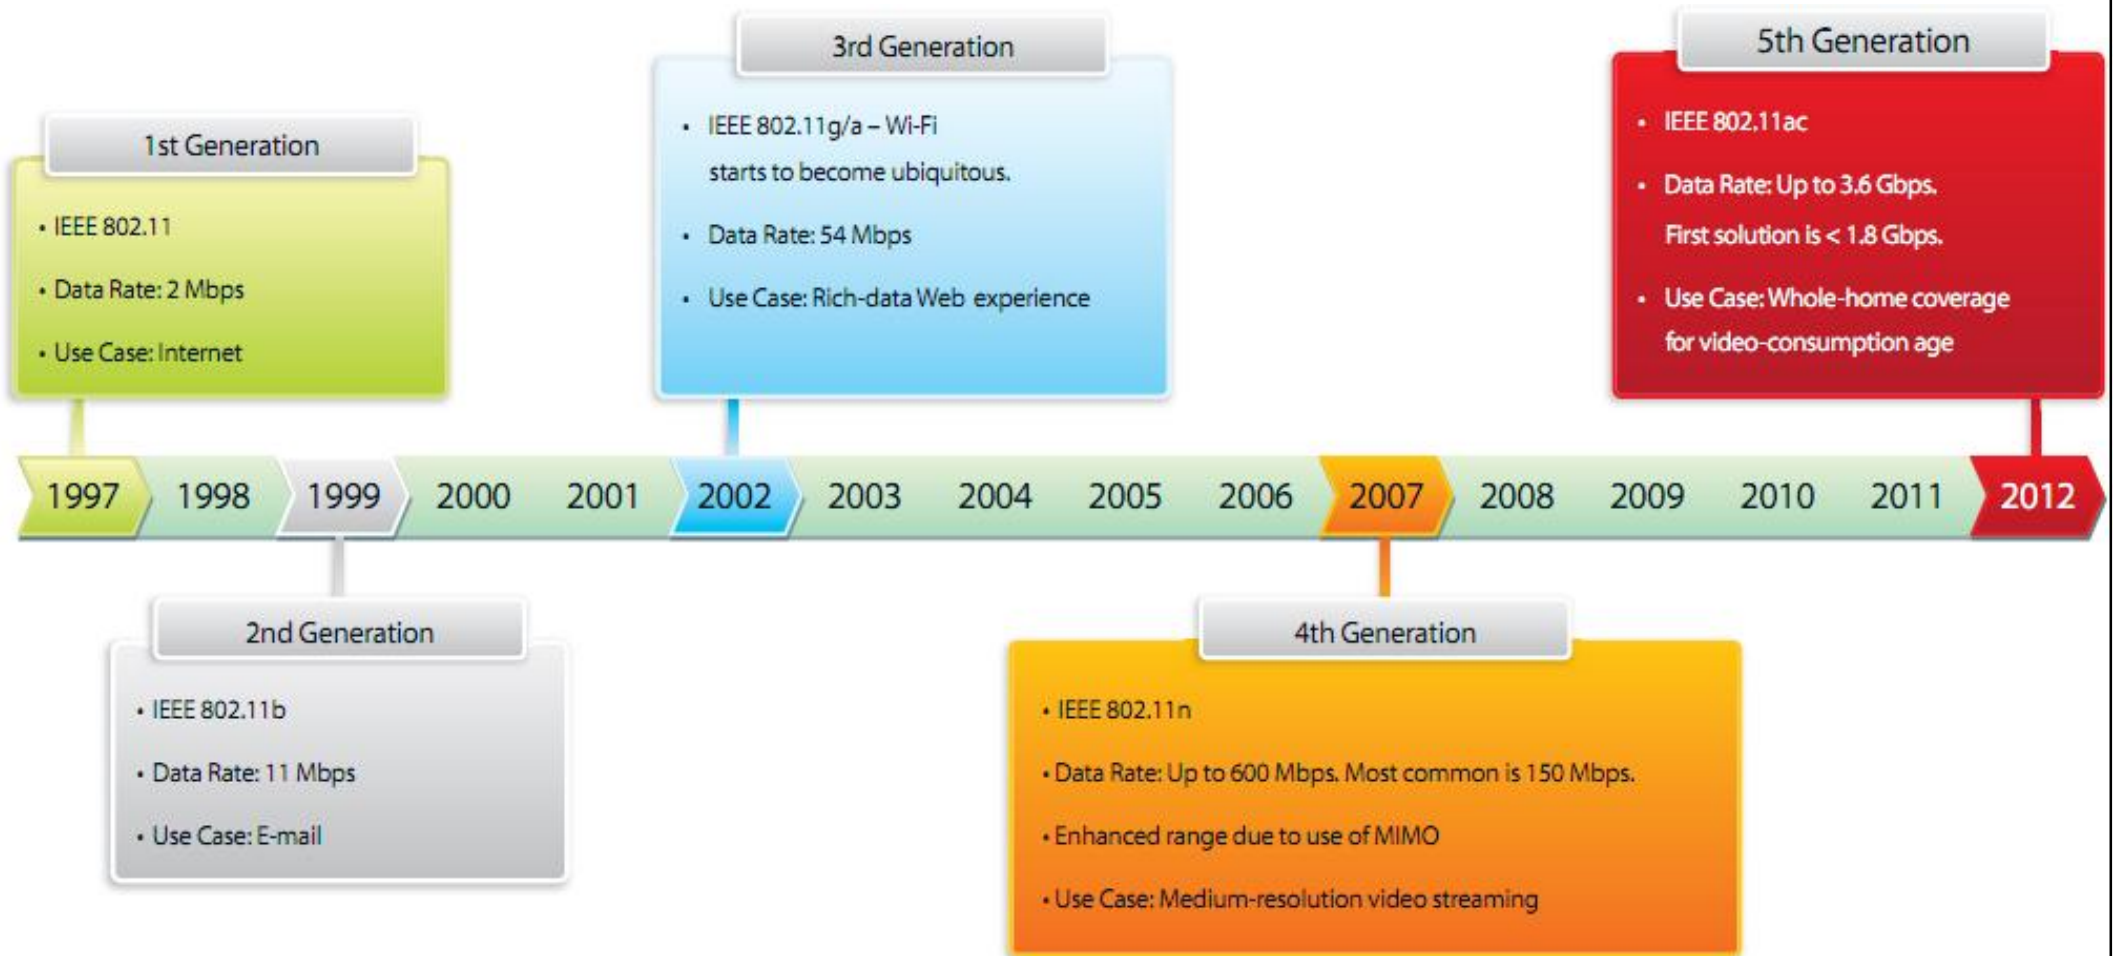 1st Generation
• IEEE 802.11
• Data Rate: 2 Mbps
• Use Case: Internet
3rd Generation
• IEEE 802.11g/a – Wi-Fi
starts to become ubiquitous.
• Data Rate: 54 Mbps
• Use Case: Rich-data Web experience
5th Generation
• IEEE 802.11ac
• Data Rate: Up to 3.6 Gbps.
First solution is < 1.8 Gbps.
• Use Case: Whole-home coverage
for video-consumption age
1997 1998 1999 2000 2001 2002 2003 2004 2005 2006 2007 2008 2009 2010 2011 2012
2nd Generation
• IEEE 802.11b
• Data Rate: 11 Mbps
• Use Case: E-mail
4th Generation
• IEEE 802.11n
• Data Rate: Up to 600 Mbps. Most common is 150 Mbps.
• Enhanced range due to use of MIMO
• Use Case: Medium-resolution video streaming